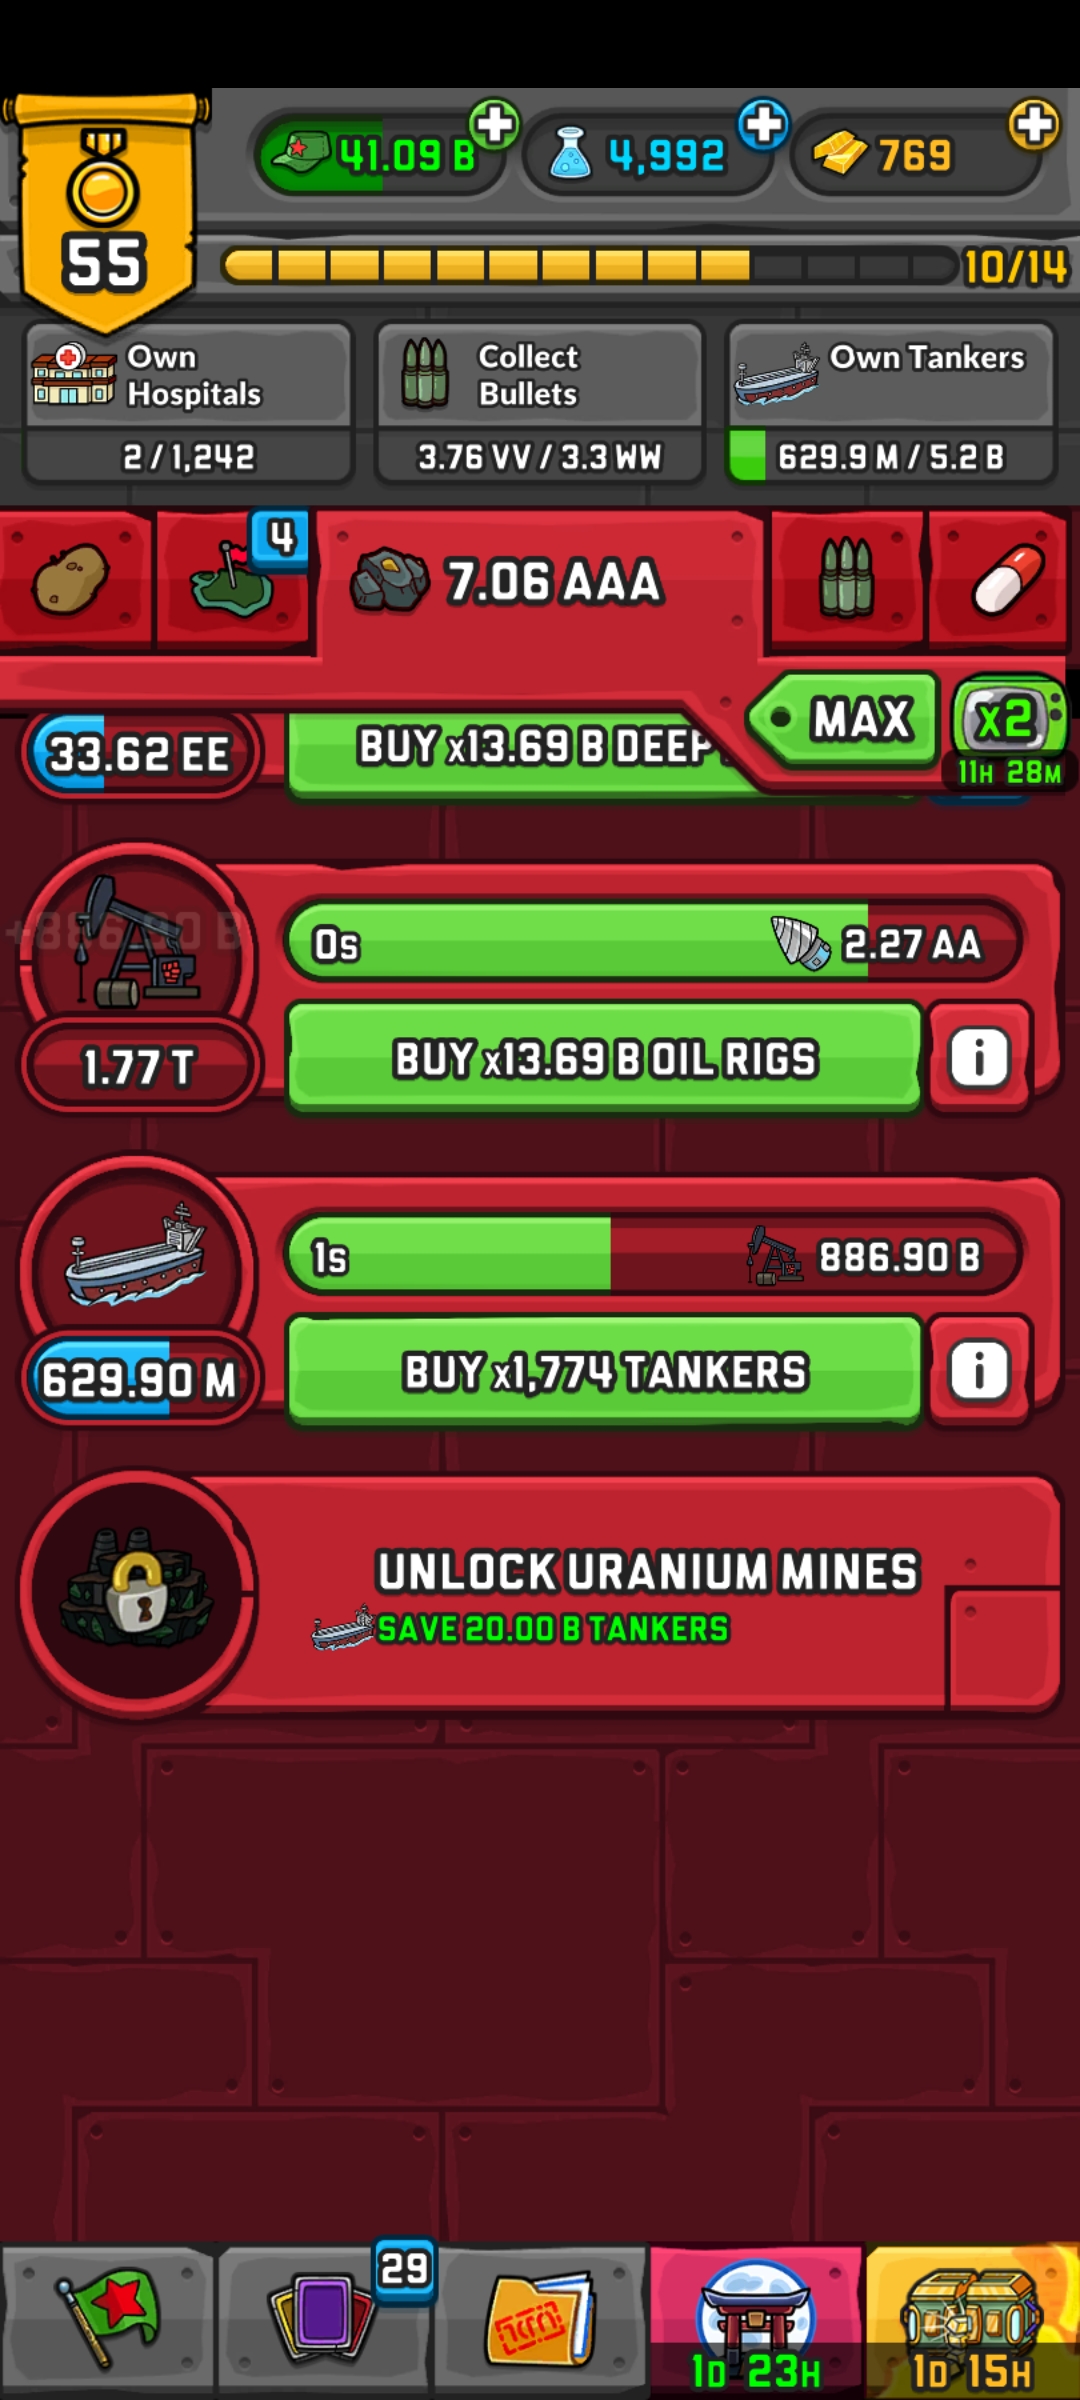 41.09 B
4,992
769
55
10/14
Own
Hospitals
2 / 1,242
Collect
Bullets
3.76 VV / 3.3 WW
Own Tankers
629.9 M / 5.2 B
4
7.06 AAA
MAX
x2
11H 28M
33.62 EE
BUY x13.69 B DEEP
+886.90 B
0s
2.27 AA
1.77 T
BUY x13.69 B OIL RIGS
i
1s
886.90 B
629.90 M
BUY x1,774 TANKERS
i
UNLOCK URANIUM MINES
SAVE 20.00 B TANKERS
29
1D 23H
1D 15H